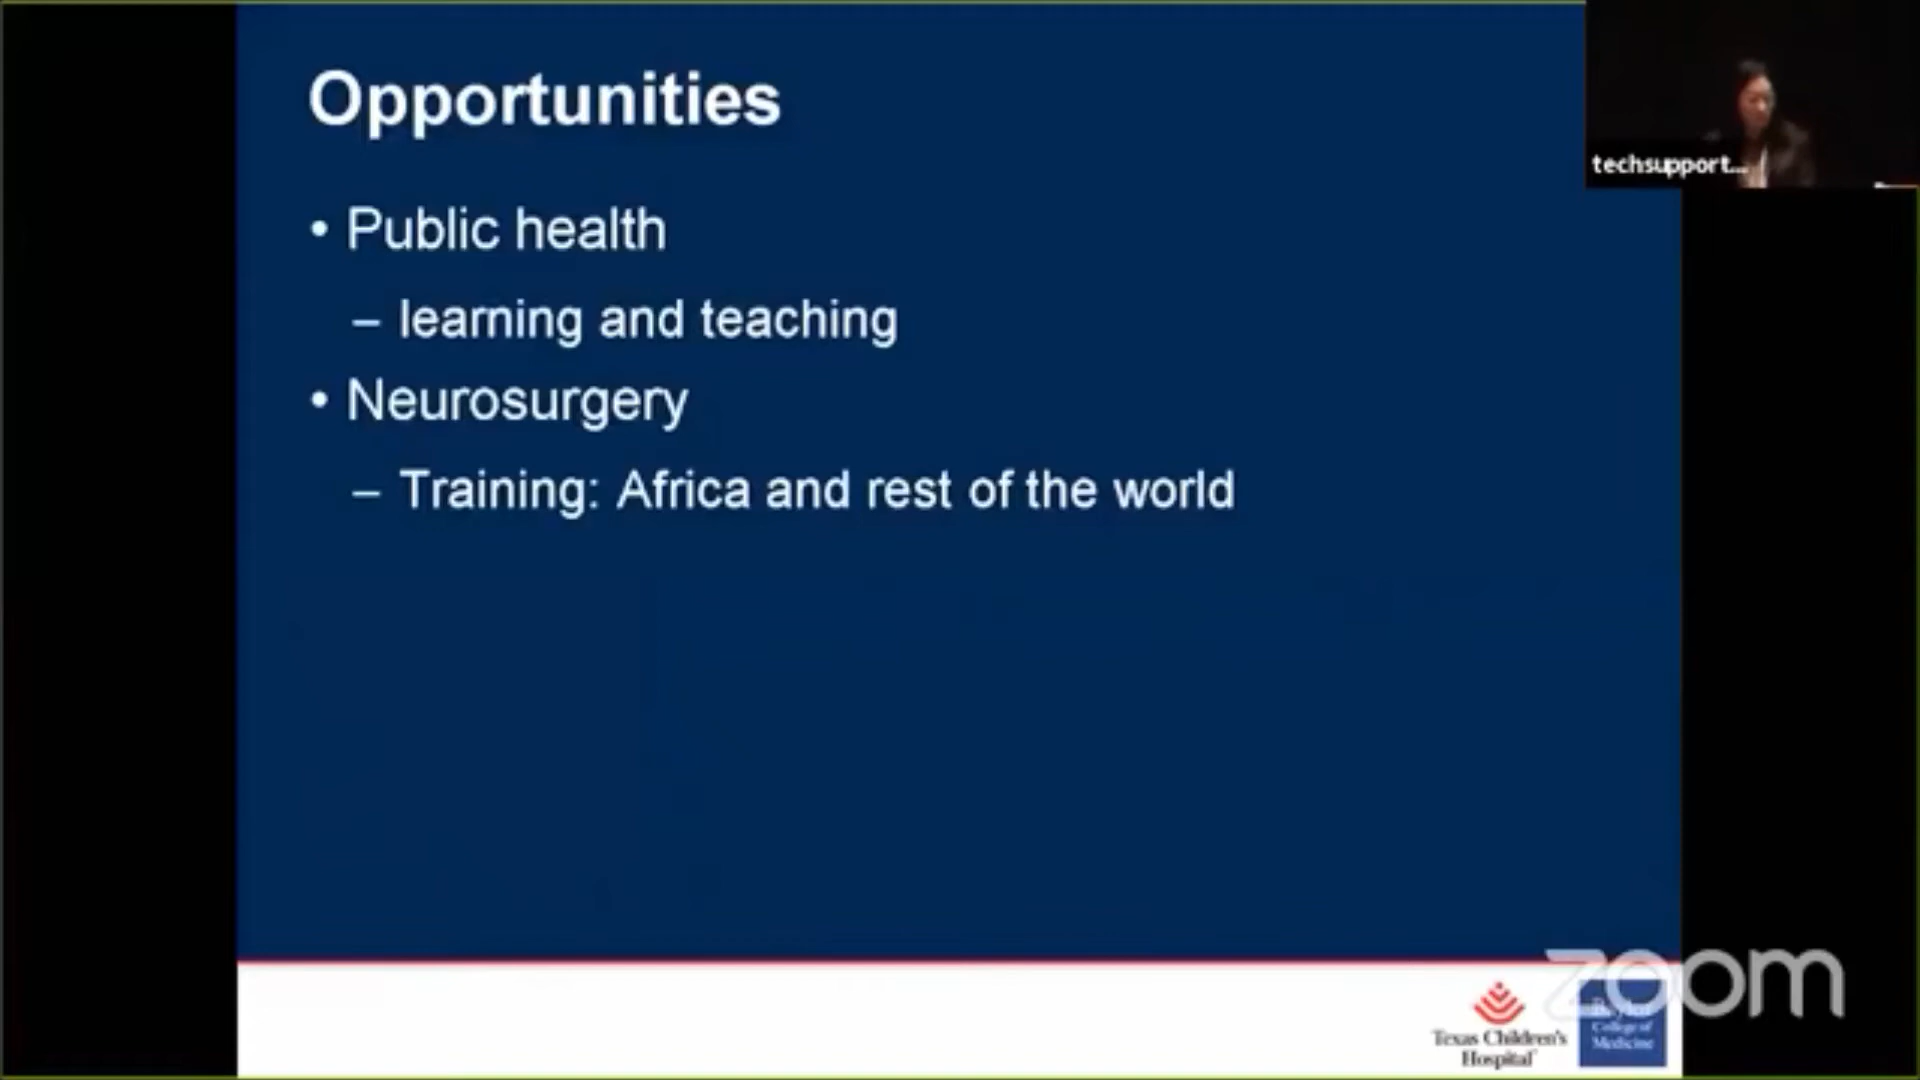 Opportunities
techsupport...
• Public health
– learning and teaching
• Neurosurgery
– Training: Africa and rest of the world
zoom
Texas Children's
Hospital
Baylor
College of
Medicine